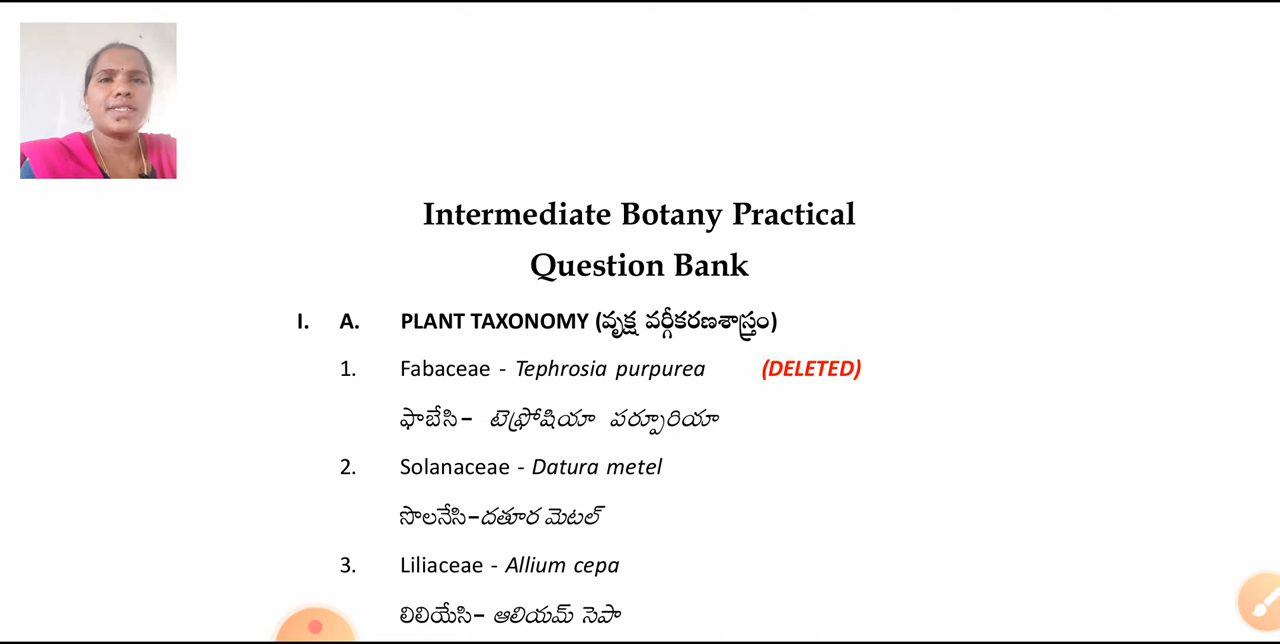 Intermediate Botany Practical
Question Bank
I. A. PLANT TAXONOMY (వృక్ష వర్గీకరణశాస్త్రం)
1. Fabaceae - Tephrosia purpurea (DELETED)
ఫాబేసి– టెఫ్రోషియా పర్పూరియా
2. Solanaceae - Datura metel
సొలనేసి–దతూర మెటల్
3. Liliaceae - Allium cepa
లిలియేసి– ఆలియమ్ సెపా